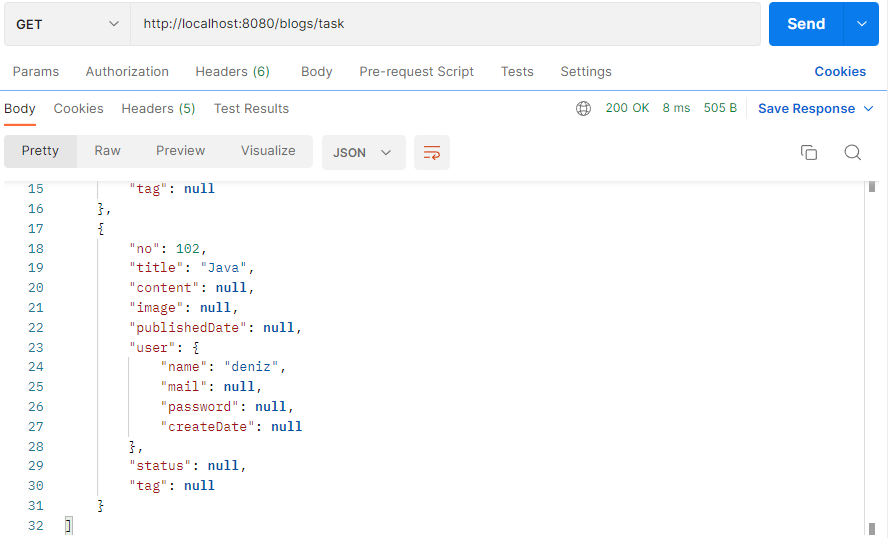 GET http://localhost:8080/blogs/task Send
Params Authorization Headers (6) Body Pre-request Script Tests Settings Cookies
Body Cookies Headers (5) Test Results 200 OK 8 ms 505 B Save Response
Pretty Raw Preview Visualize JSON
15 "tag": null
16 },
17 {
18 "no": 102,
19 "title": "Java",
20 "content": null,
21 "image": null,
22 "publishedDate": null,
23 "user": {
24 "name": "deniz",
25 "mail": null,
26 "password": null,
27 "createDate": null
28 },
29 "status": null,
30 "tag": null
31 }
32 ]